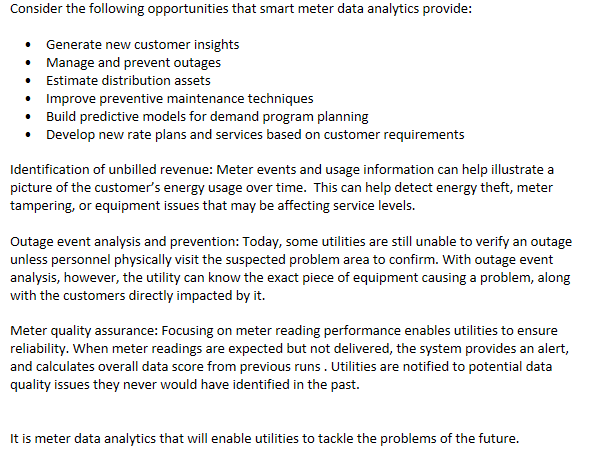 Consider the following opportunities that smart meter data analytics provide:
• Generate new customer insights
• Manage and prevent outages
• Estimate distribution assets
• Improve preventive maintenance techniques
• Build predictive models for demand program planning
• Develop new rate plans and services based on customer requirements
Identification of unbilled revenue: Meter events and usage information can help illustrate a
picture of the customer's energy usage over time.  This can help detect energy theft, meter
tampering, or equipment issues that may be affecting service levels.
Outage event analysis and prevention: Today, some utilities are still unable to verify an outage
unless personnel physically visit the suspected problem area to confirm. With outage event
analysis, however, the utility can know the exact piece of equipment causing a problem, along
with the customers directly impacted by it.
Meter quality assurance: Focusing on meter reading performance enables utilities to ensure
reliability. When meter readings are expected but not delivered, the system provides an alert,
and calculates overall data score from previous runs . Utilities are notified to potential data
quality issues they never would have identified in the past.
It is meter data analytics that will enable utilities to tackle the problems of the future.